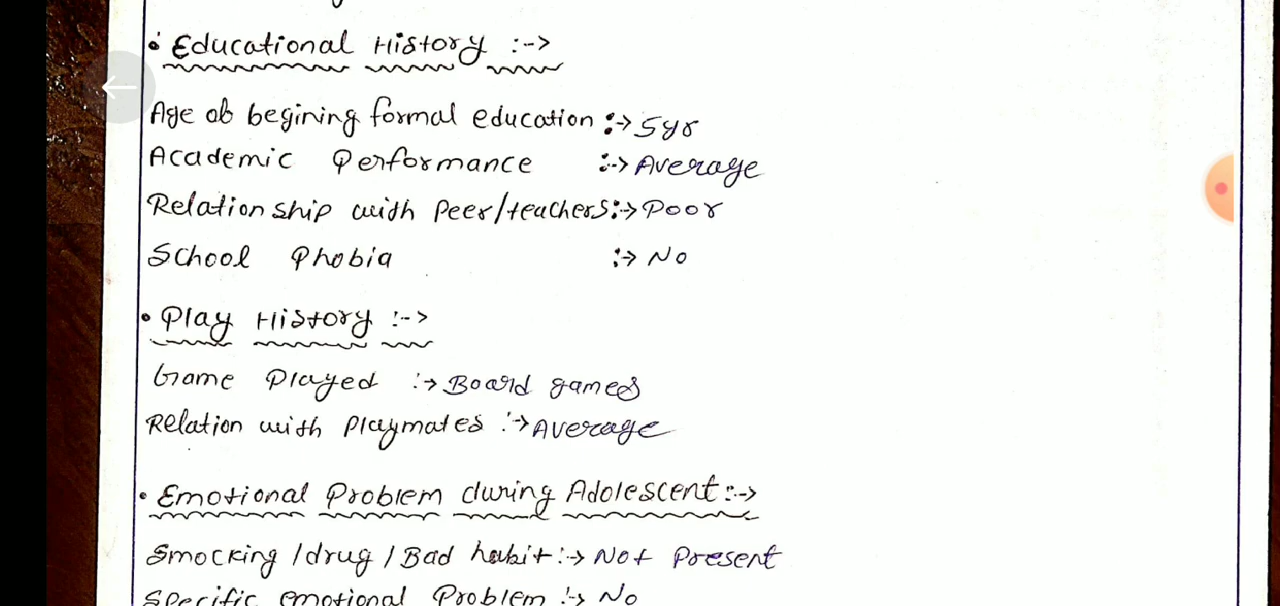 • Educational History :->
Age ob begining formal education :-> 5yr
Academic Performance :-> Average
Relationship with Peer/teachers :-> Poor
School Phobia :-> No
• Play History :->
Game Played :-> Board games
Relation with Playmates :-> Average
• Emotional Problem during Adolescent :->
Smocking /drug / Bad habit :-> Not Present
Specific emotional Problem :-> No